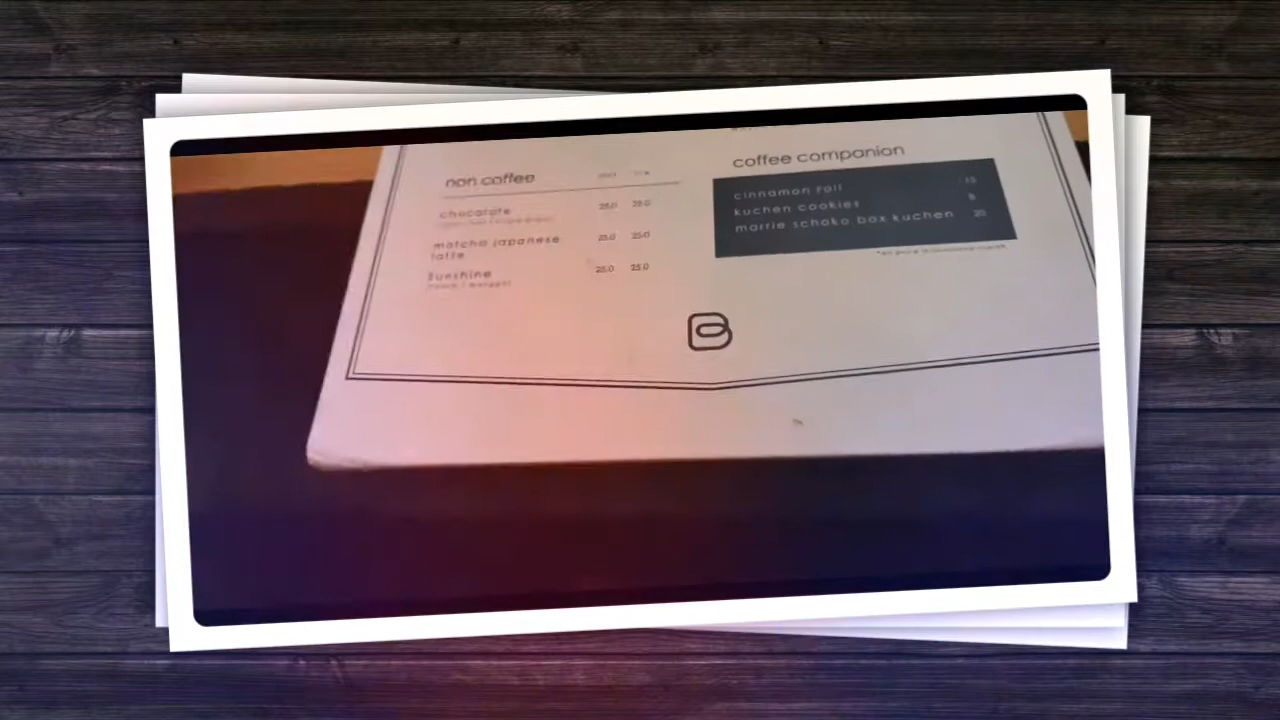 non coffee
chocolate 25.0 25.0
matcha japanese 25.0 25.0
latte
Sunshine 25.0 25.0
coffee companion
cinnamon roll 15
kuchen cookies 8
marrie schoko box kuchen 20